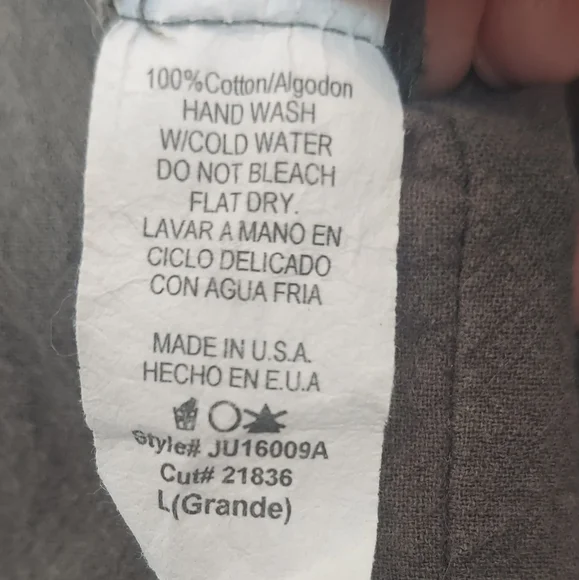 100%Cotton/Algodon
HAND WASH
W/COLD WATER
DO NOT BLEACH
FLAT DRY.
LAVAR A MANO EN
CICLO DELICADO
CON AGUA FRIA
MADE IN U.S.A.
HECHO EN E.U.A
Style# JU16009A
Cut# 21836
L(Grande)